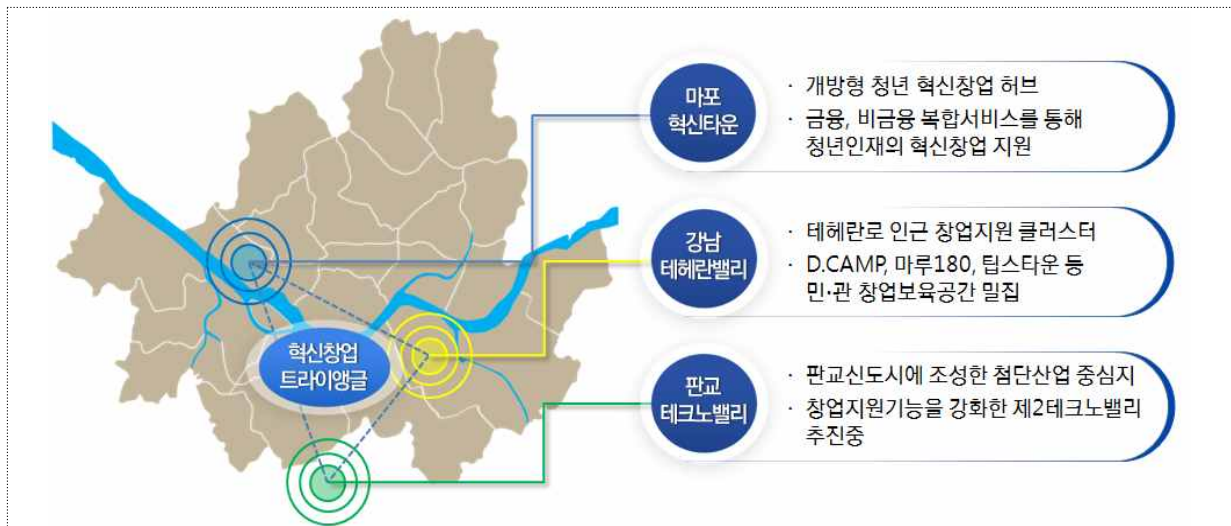 마포
혁신타운
· 개방형 청년 혁신창업 허브
· 금융, 비금융 복합서비스를 통해
청년인재의 혁신창업 지원
강남
테헤란밸리
· 테헤란로 인근 창업지원 클러스터
· D.CAMP, 마루180, 팁스타운 등
민·관 창업보육공간 밀집
혁신창업
트라이앵글
판교
테크노밸리
· 판교신도시에 조성한 첨단산업 중심지
· 창업지원기능을 강화한 제2테크노밸리
추진중